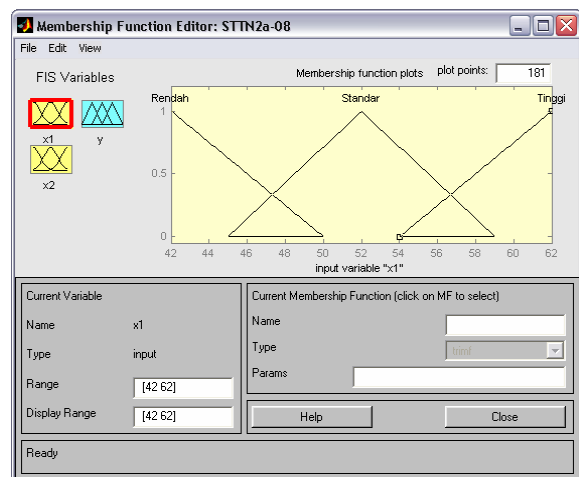 Membership Function Editor: STTN2a-08
File Edit View
FIS Variables
Membership function plots plot points: 181
x1
y
x2
Rendah Standar Tinggi
1
0.5
0
42 44 46 48 50 52 54 56 58 60 62
input variable "x1"
Current Variable
Name x1
Type input
Range [42 62]
Display Range [42 62]
Current Membership Function (click on MF to select)
Name
Type trimf
Params
Help Close
Ready